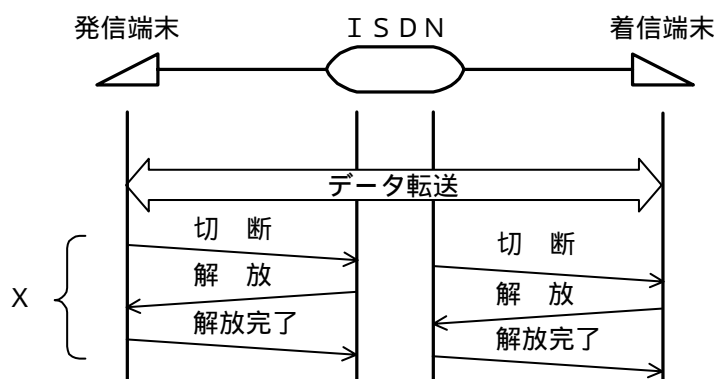 発信端末 ＩＳＤＮ 着信端末
データ転送
切 断
切 断
解 放
解 放
Ｘ
解放完了
解放完了